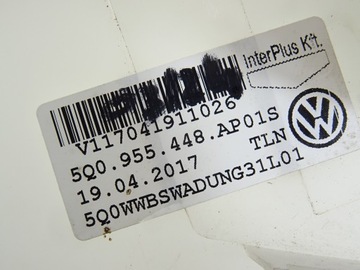 InterPlus Kft.
V117041911026
5Q0.955.448.AP01S
19.04.2017 TLN
5Q0WWBSWADUNG31L01